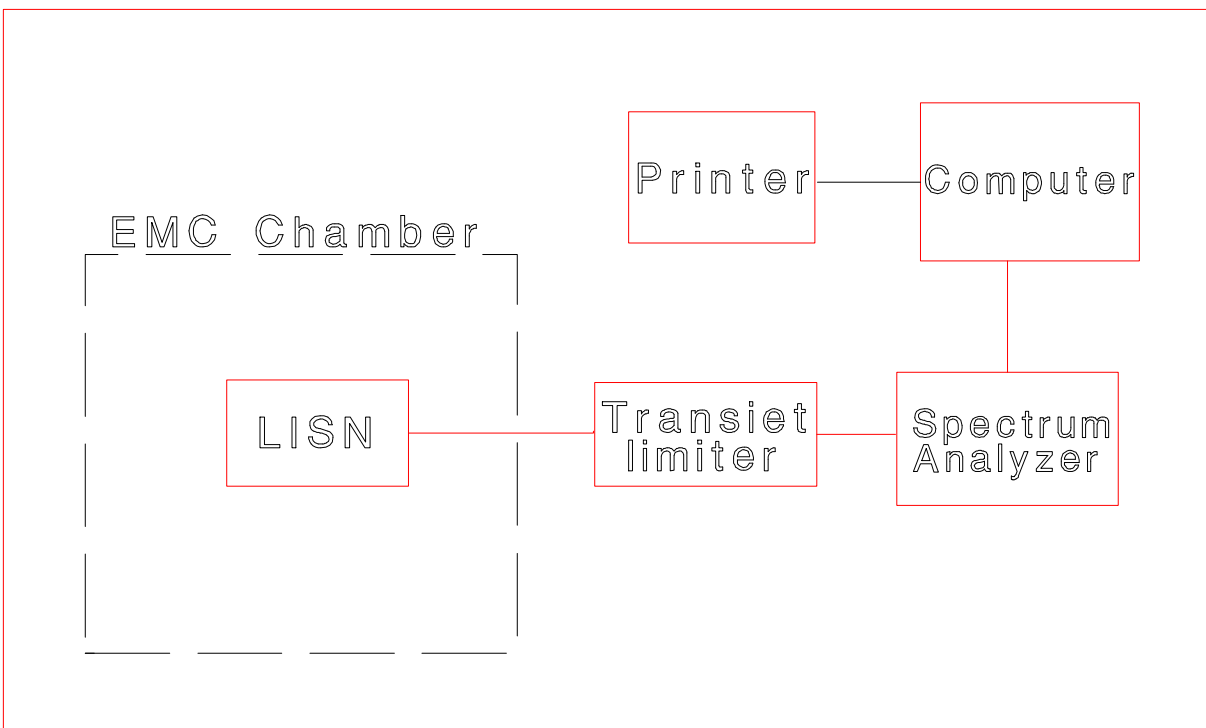 Printer
Computer
EMC Chamber
LISN
Transiet
limiter
Spectrum
Analyzer